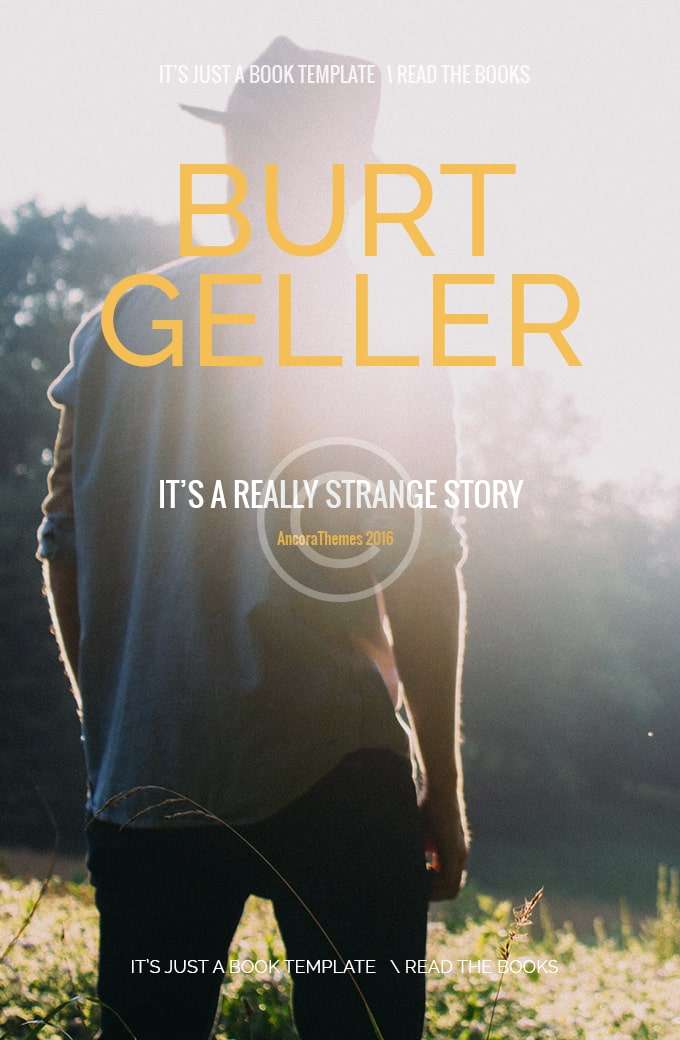 IT'S JUST A BOOK TEMPLATE \ READ THE BOOKS
BURT
GELLER
IT'S A REALLY STRANGE STORY
AncoraThemes 2016
©
IT'S JUST A BOOK TEMPLATE \ READ THE BOOKS